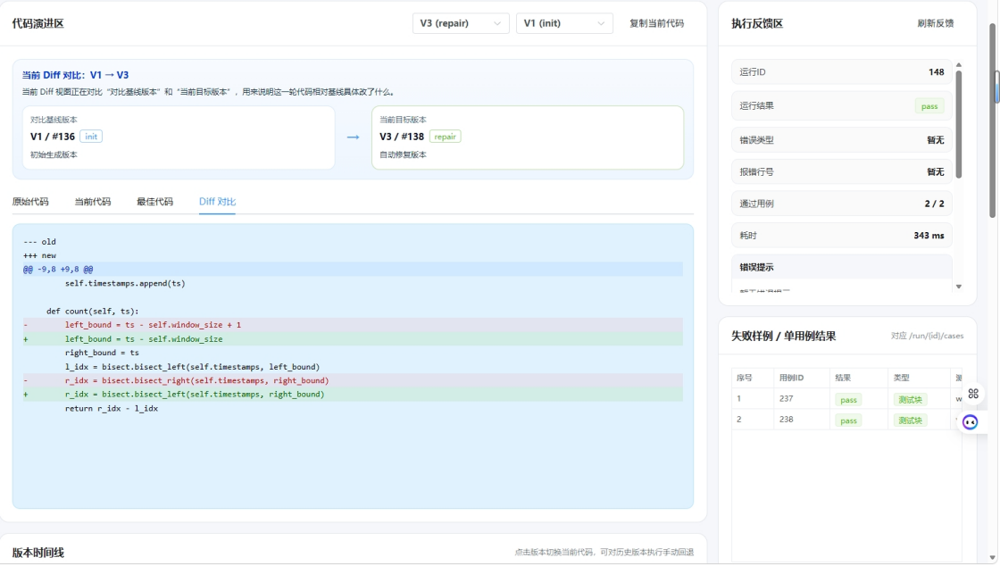 代码演进区
V3 (repair)
V1 (init)
复制当前代码
当前 Diff 对比：V1 → V3
当前 Diff 视图正在对比“对比基线版本”和“当前目标版本”，用来说明这一轮代码相对基线具体改了什么。
对比基线版本
V1 / #136 init
初始生成版本
→
当前目标版本
V3 / #138 repair
自动修复版本
原始代码 当前代码 最佳代码 Diff 对比
--- old
+++ new
@@ -9,8 +9,8 @@
self.timestamps.append(ts)
def count(self, ts):
- left_bound = ts - self.window_size + 1
+ left_bound = ts - self.window_size
right_bound = ts
l_idx = bisect.bisect_left(self.timestamps, left_bound)
- r_idx = bisect.bisect_right(self.timestamps, right_bound)
+ r_idx = bisect.bisect_left(self.timestamps, right_bound)
return r_idx - l_idx
版本时间线
点击版本切换当前代码，可对历史版本执行手动回退
执行反馈区
刷新反馈
运行ID 148
运行结果 pass
错误类型 暂无
报错行号 暂无
通过用例 2 / 2
耗时 343 ms
错误提示
失败样例 / 单用例结果
对应 /run/{id}/cases
序号 用例ID 结果 类型
1 237 pass 测试块 w
2 238 pass 测试块